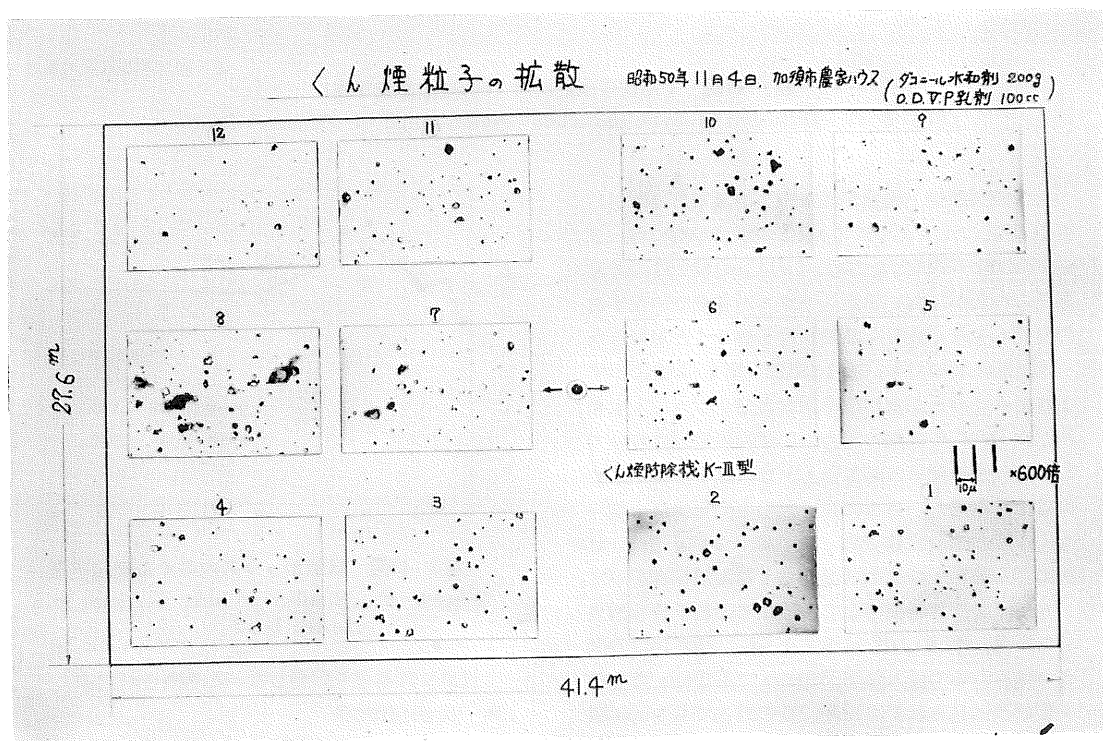 くん煙粒子の拡散
昭和50年11月4日, 加須市農家ハウス (ダコニール水和剤 200g
D.D.V.P乳剤 100cc)
12 11 10 9
8 7 6 5
27.6m
くん煙防除機 K-Ⅲ型
10μ ×600倍
4 3 2 1
41.4m